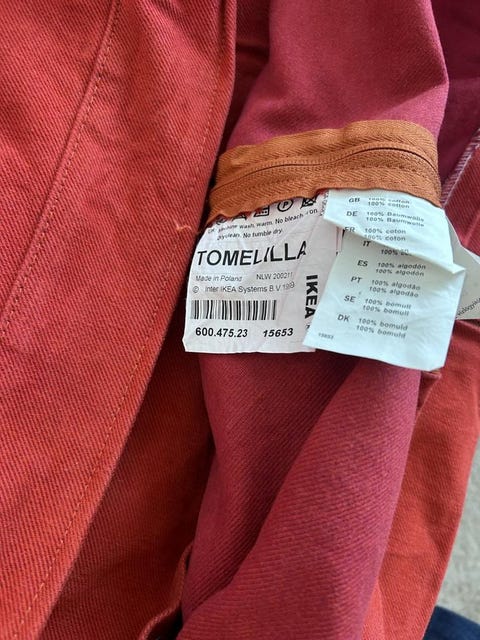 wash, warm. No bleach
dryclean. No tumble dry.
TOMELILLA
Made in Poland NLW 200211
© Inter IKEA Systems B.V.
600.475.23 15653
IKEA
GB 100% cotton
100% cotton
DE 100% Baumwolle
100% Baumwolle
FR 100% coton
100% coton
IT 100%
ES 100% algodón
100% algodón
PT 100% algodão
100% algodão
SE 100% bomull
100% bomull
DK 100% bomuld
100% bomuld
15653